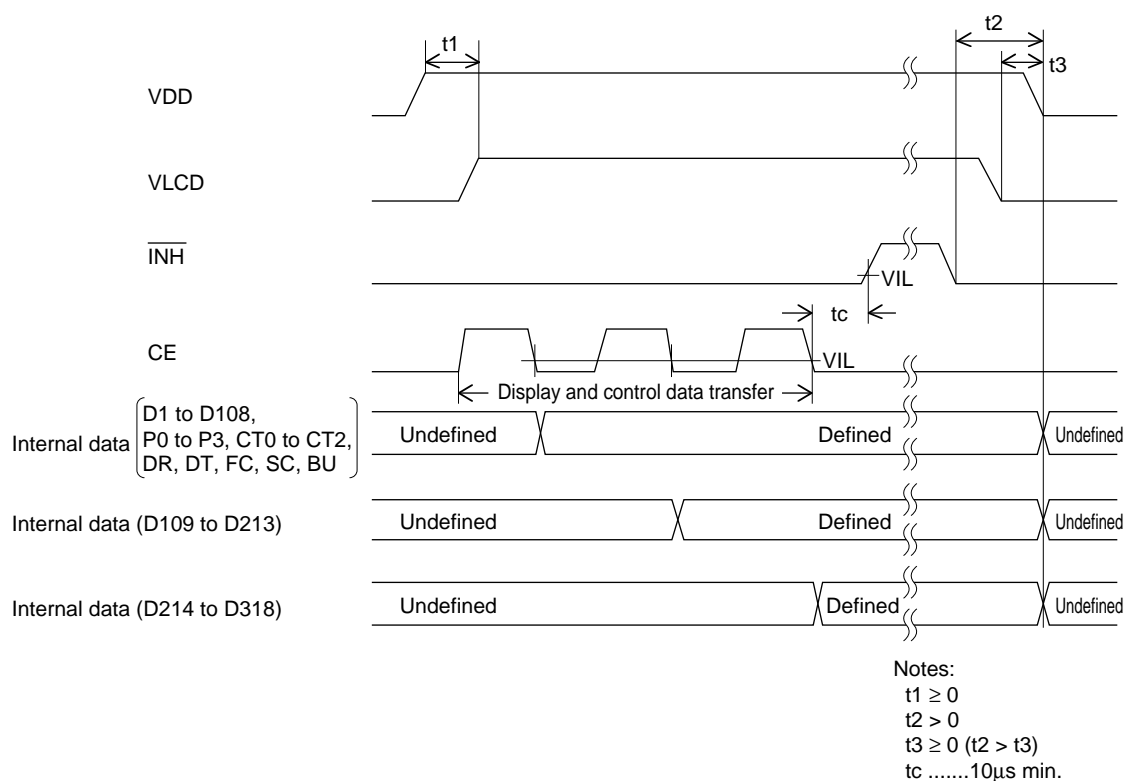 t2
t1
t3
VDD
VLCD
INH
VIL
tc
CE
VIL
Display and control data transfer
Internal data
D1 to D108,
P0 to P3, CT0 to CT2,
DR, DT, FC, SC, BU
Undefined
Defined
Undefined
Internal data (D109 to D213)
Undefined
Defined
Undefined
Internal data (D214 to D318)
Undefined
Defined
Undefined
Notes:
t1 ≥ 0
t2 > 0
t3 ≥ 0 (t2 > t3)
tc .......10μs min.